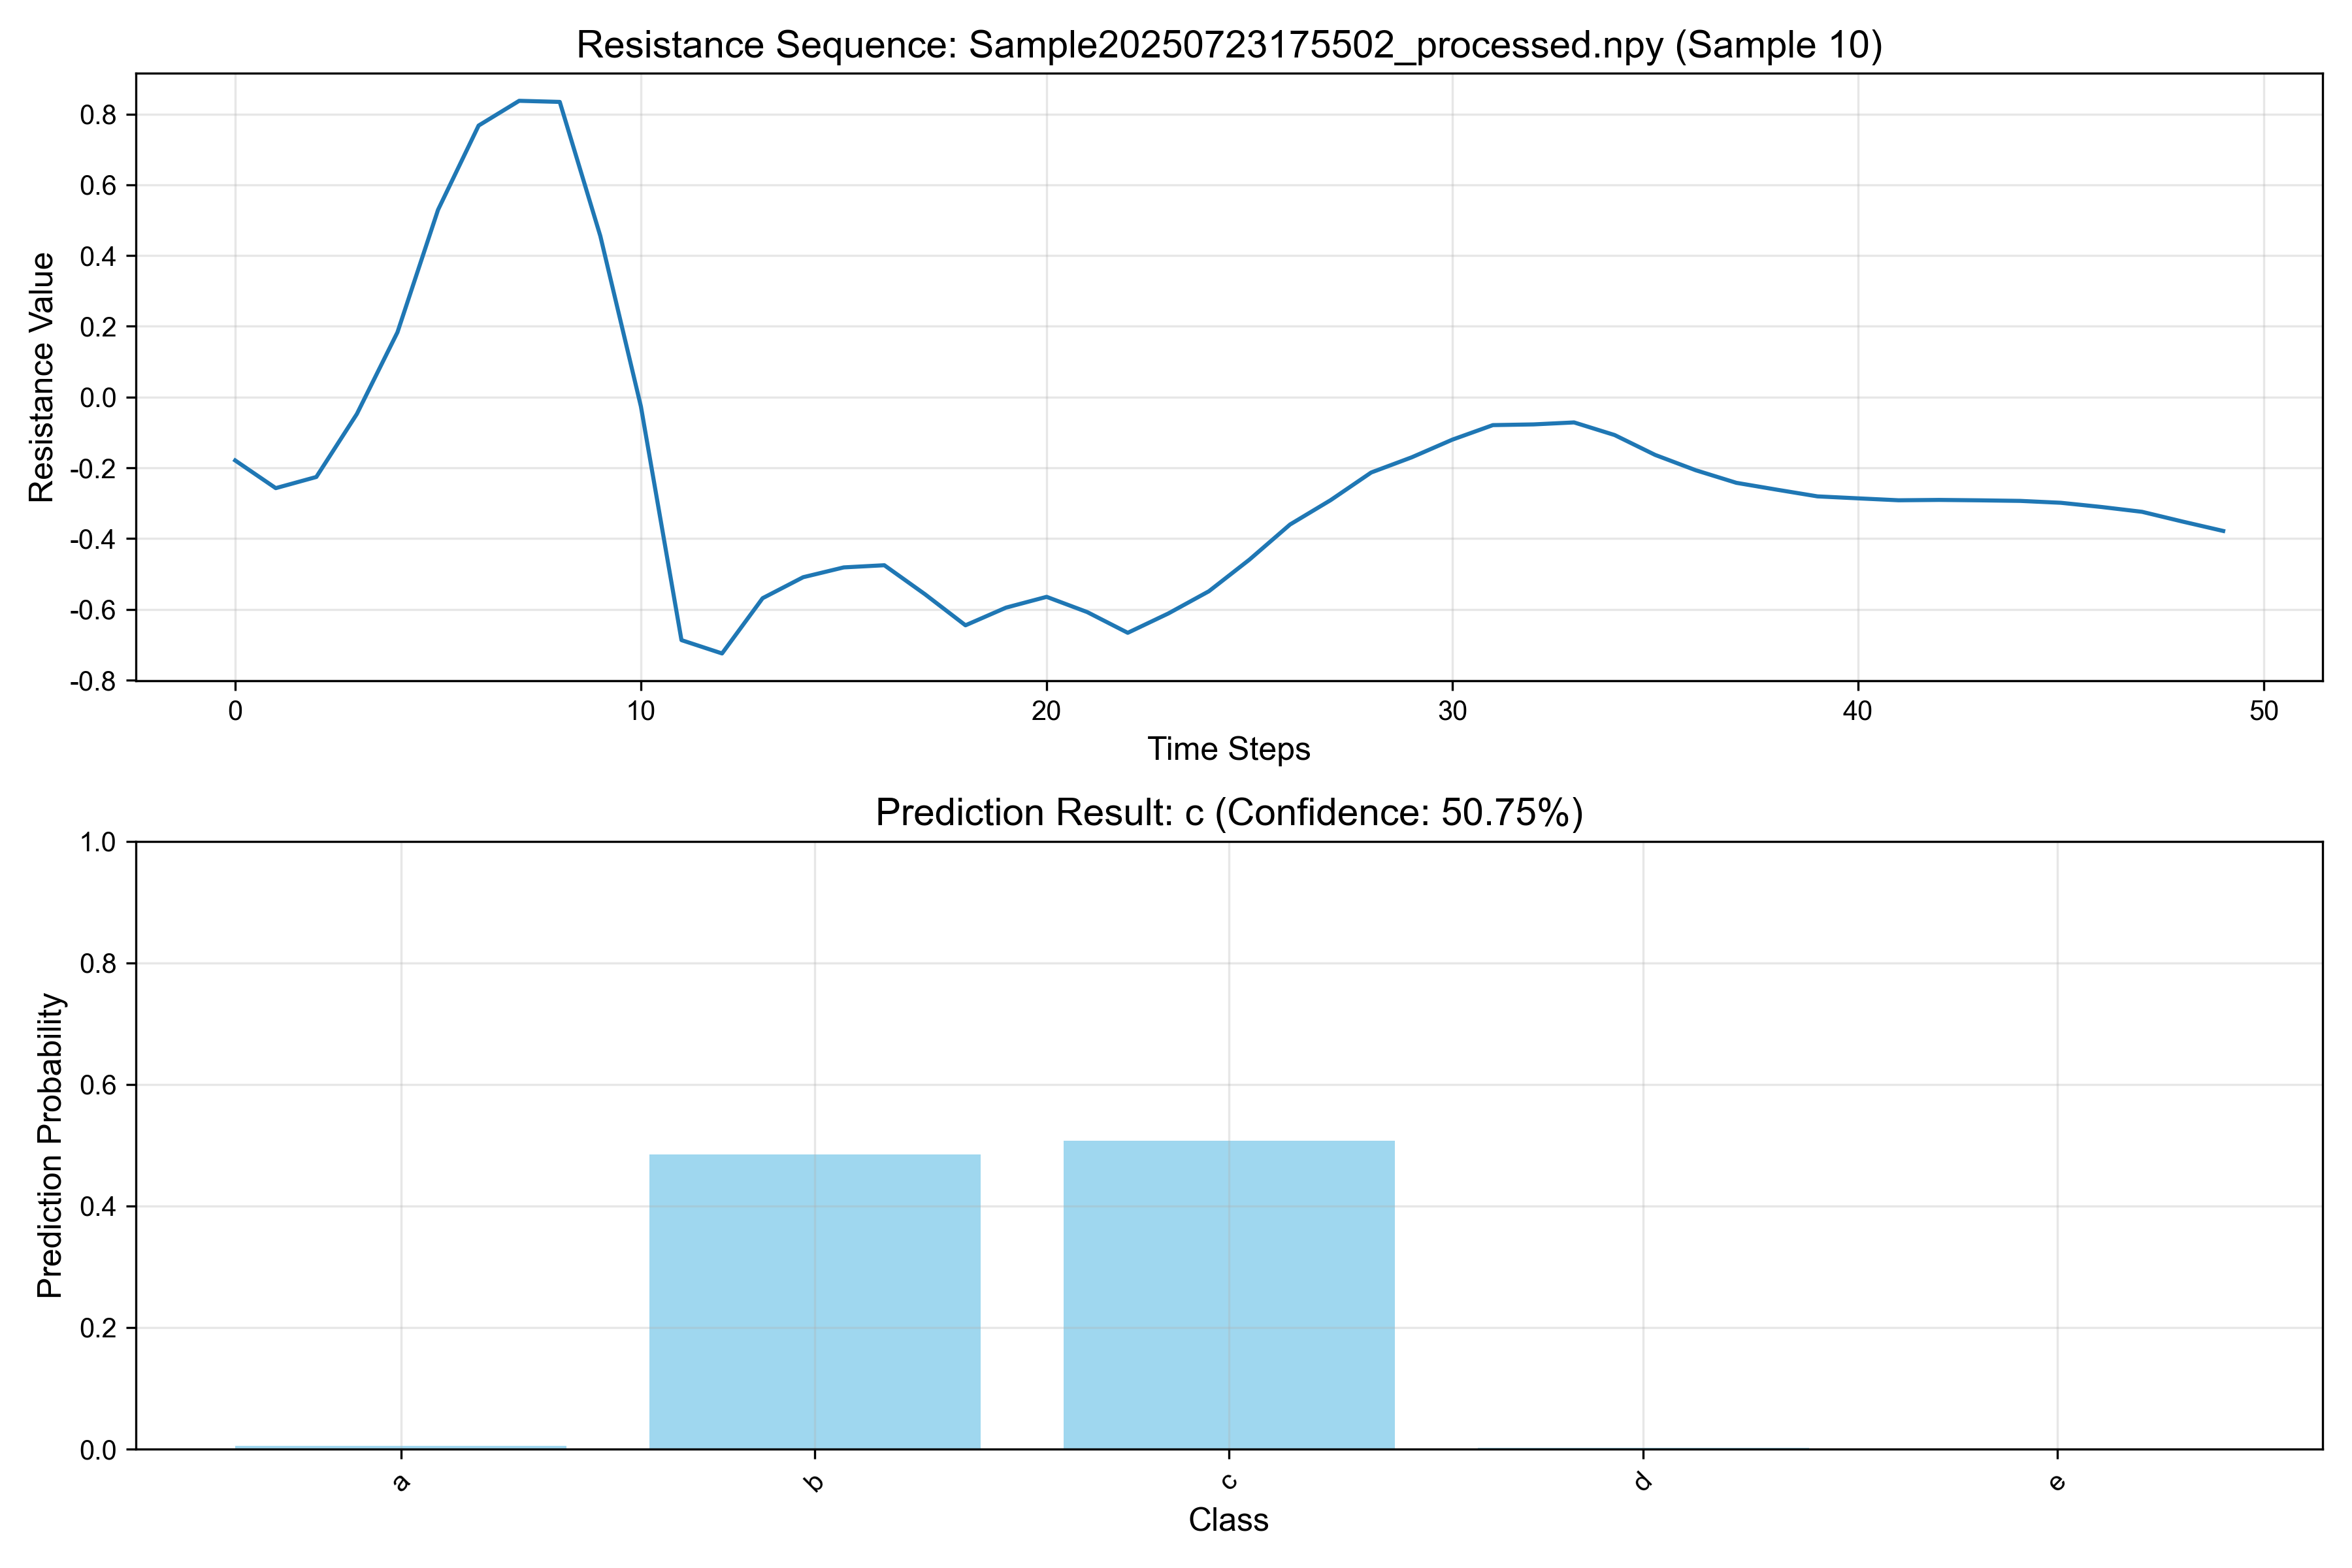 Resistance Sequence: Sample20250723175502_processed.npy (Sample 10)
0.8
0.6
0.4
0.2
0.0
-0.2
-0.4
-0.6
-0.8
Resistance Value
0 10 20 30 40 50
Time Steps
Prediction Result: c (Confidence: 50.75%)
1.0
0.8
0.6
0.4
0.2
0.0
Prediction Probability
a b c d e
Class